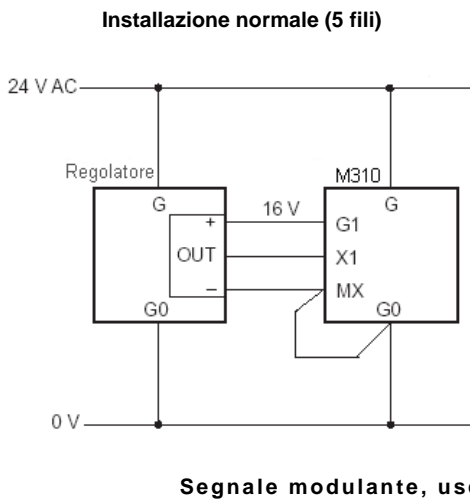 Installazione normale (5 fili)
24 V AC
Regolatore
M310
G
G
+
16 V
G1
OUT
X1
–
MX
G0
G0
0 V
Segnale modulante, us